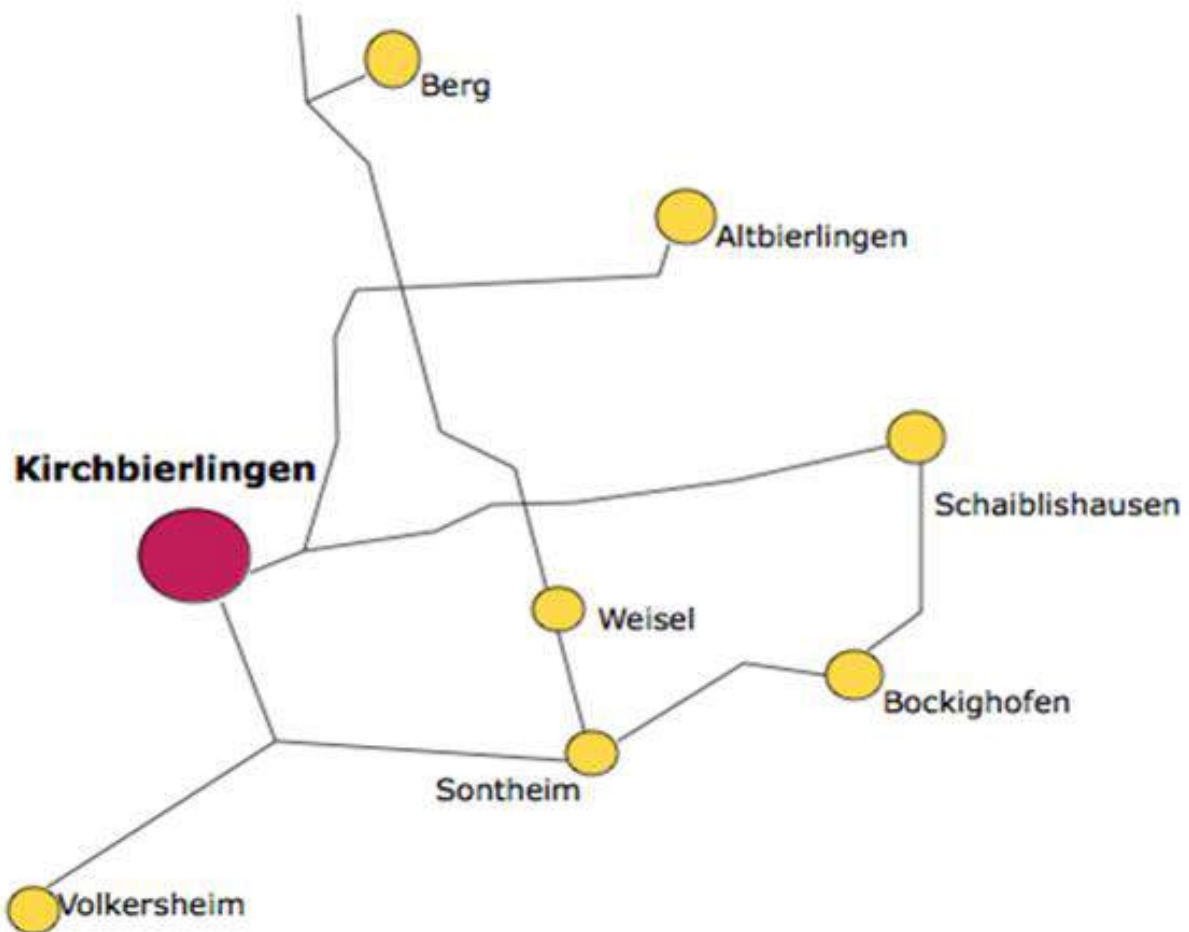 Berg
Altbierlingen
Kirchbierlingen
Schaiblishausen
Weisel
Bockighofen
Sontheim
Volkersheim